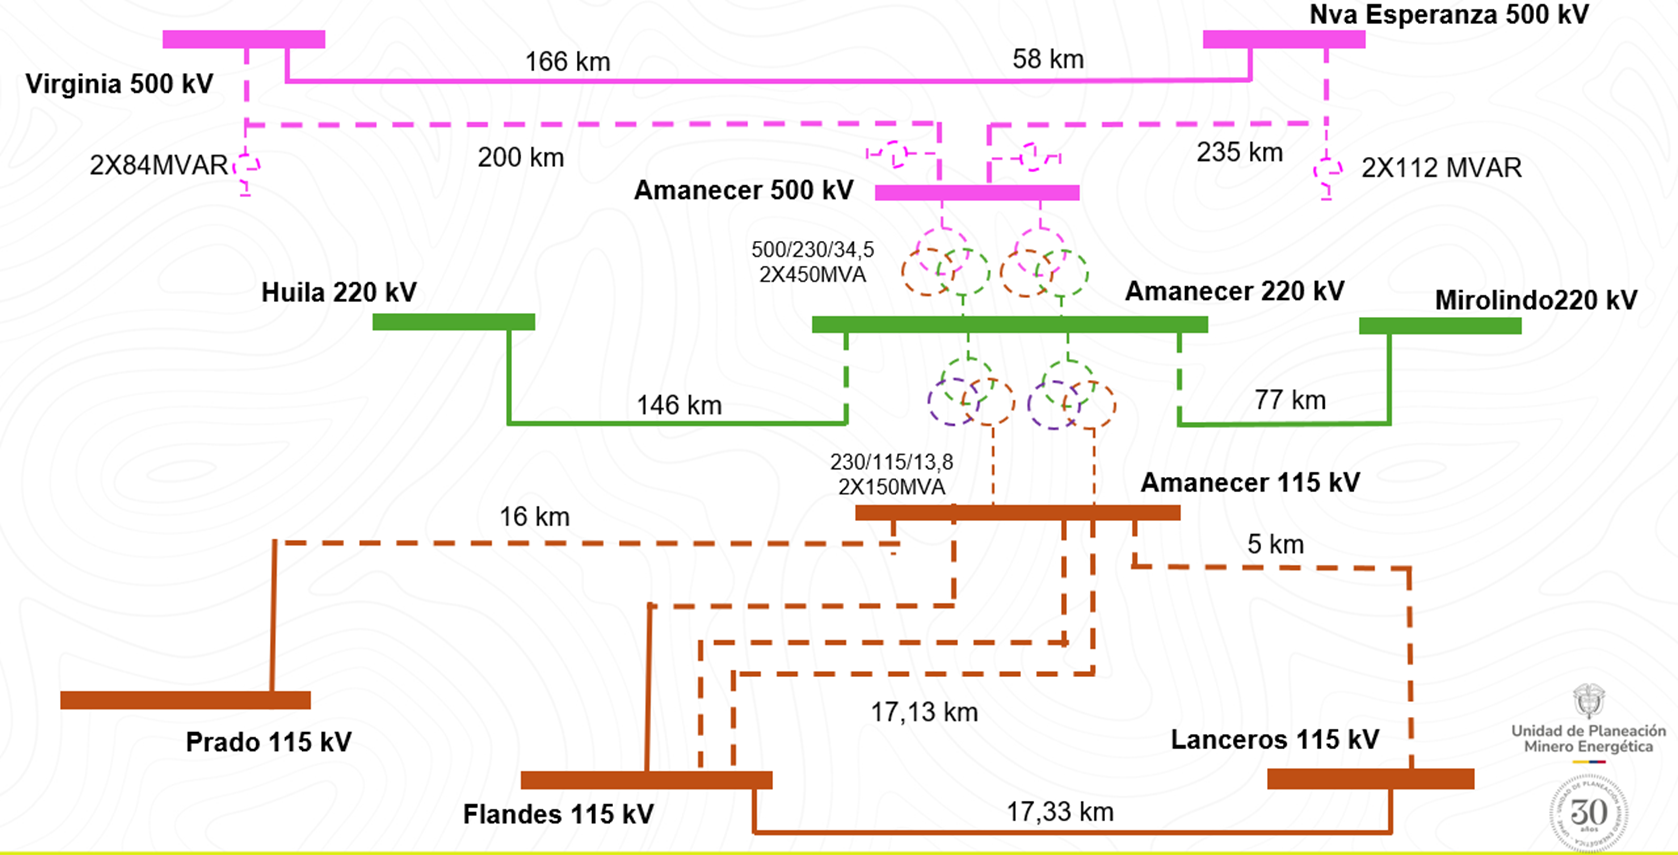 Nva Esperanza 500 kV
166 km
58 km
Virginia 500 kV
200 km
235 km
2X84MVAR
2X112 MVAR
Amanecer 500 kV
500/230/34,5
2X450MVA
Huila 220 kV
Amanecer 220 kV
Mirolindo220 kV
146 km
77 km
230/115/13,8
2X150MVA
Amanecer 115 kV
16 km
5 km
17,13 km
Prado 115 kV
Lanceros 115 kV
Unidad de Planeación
Minero Energética
Flandes 115 kV
17,33 km
30
años